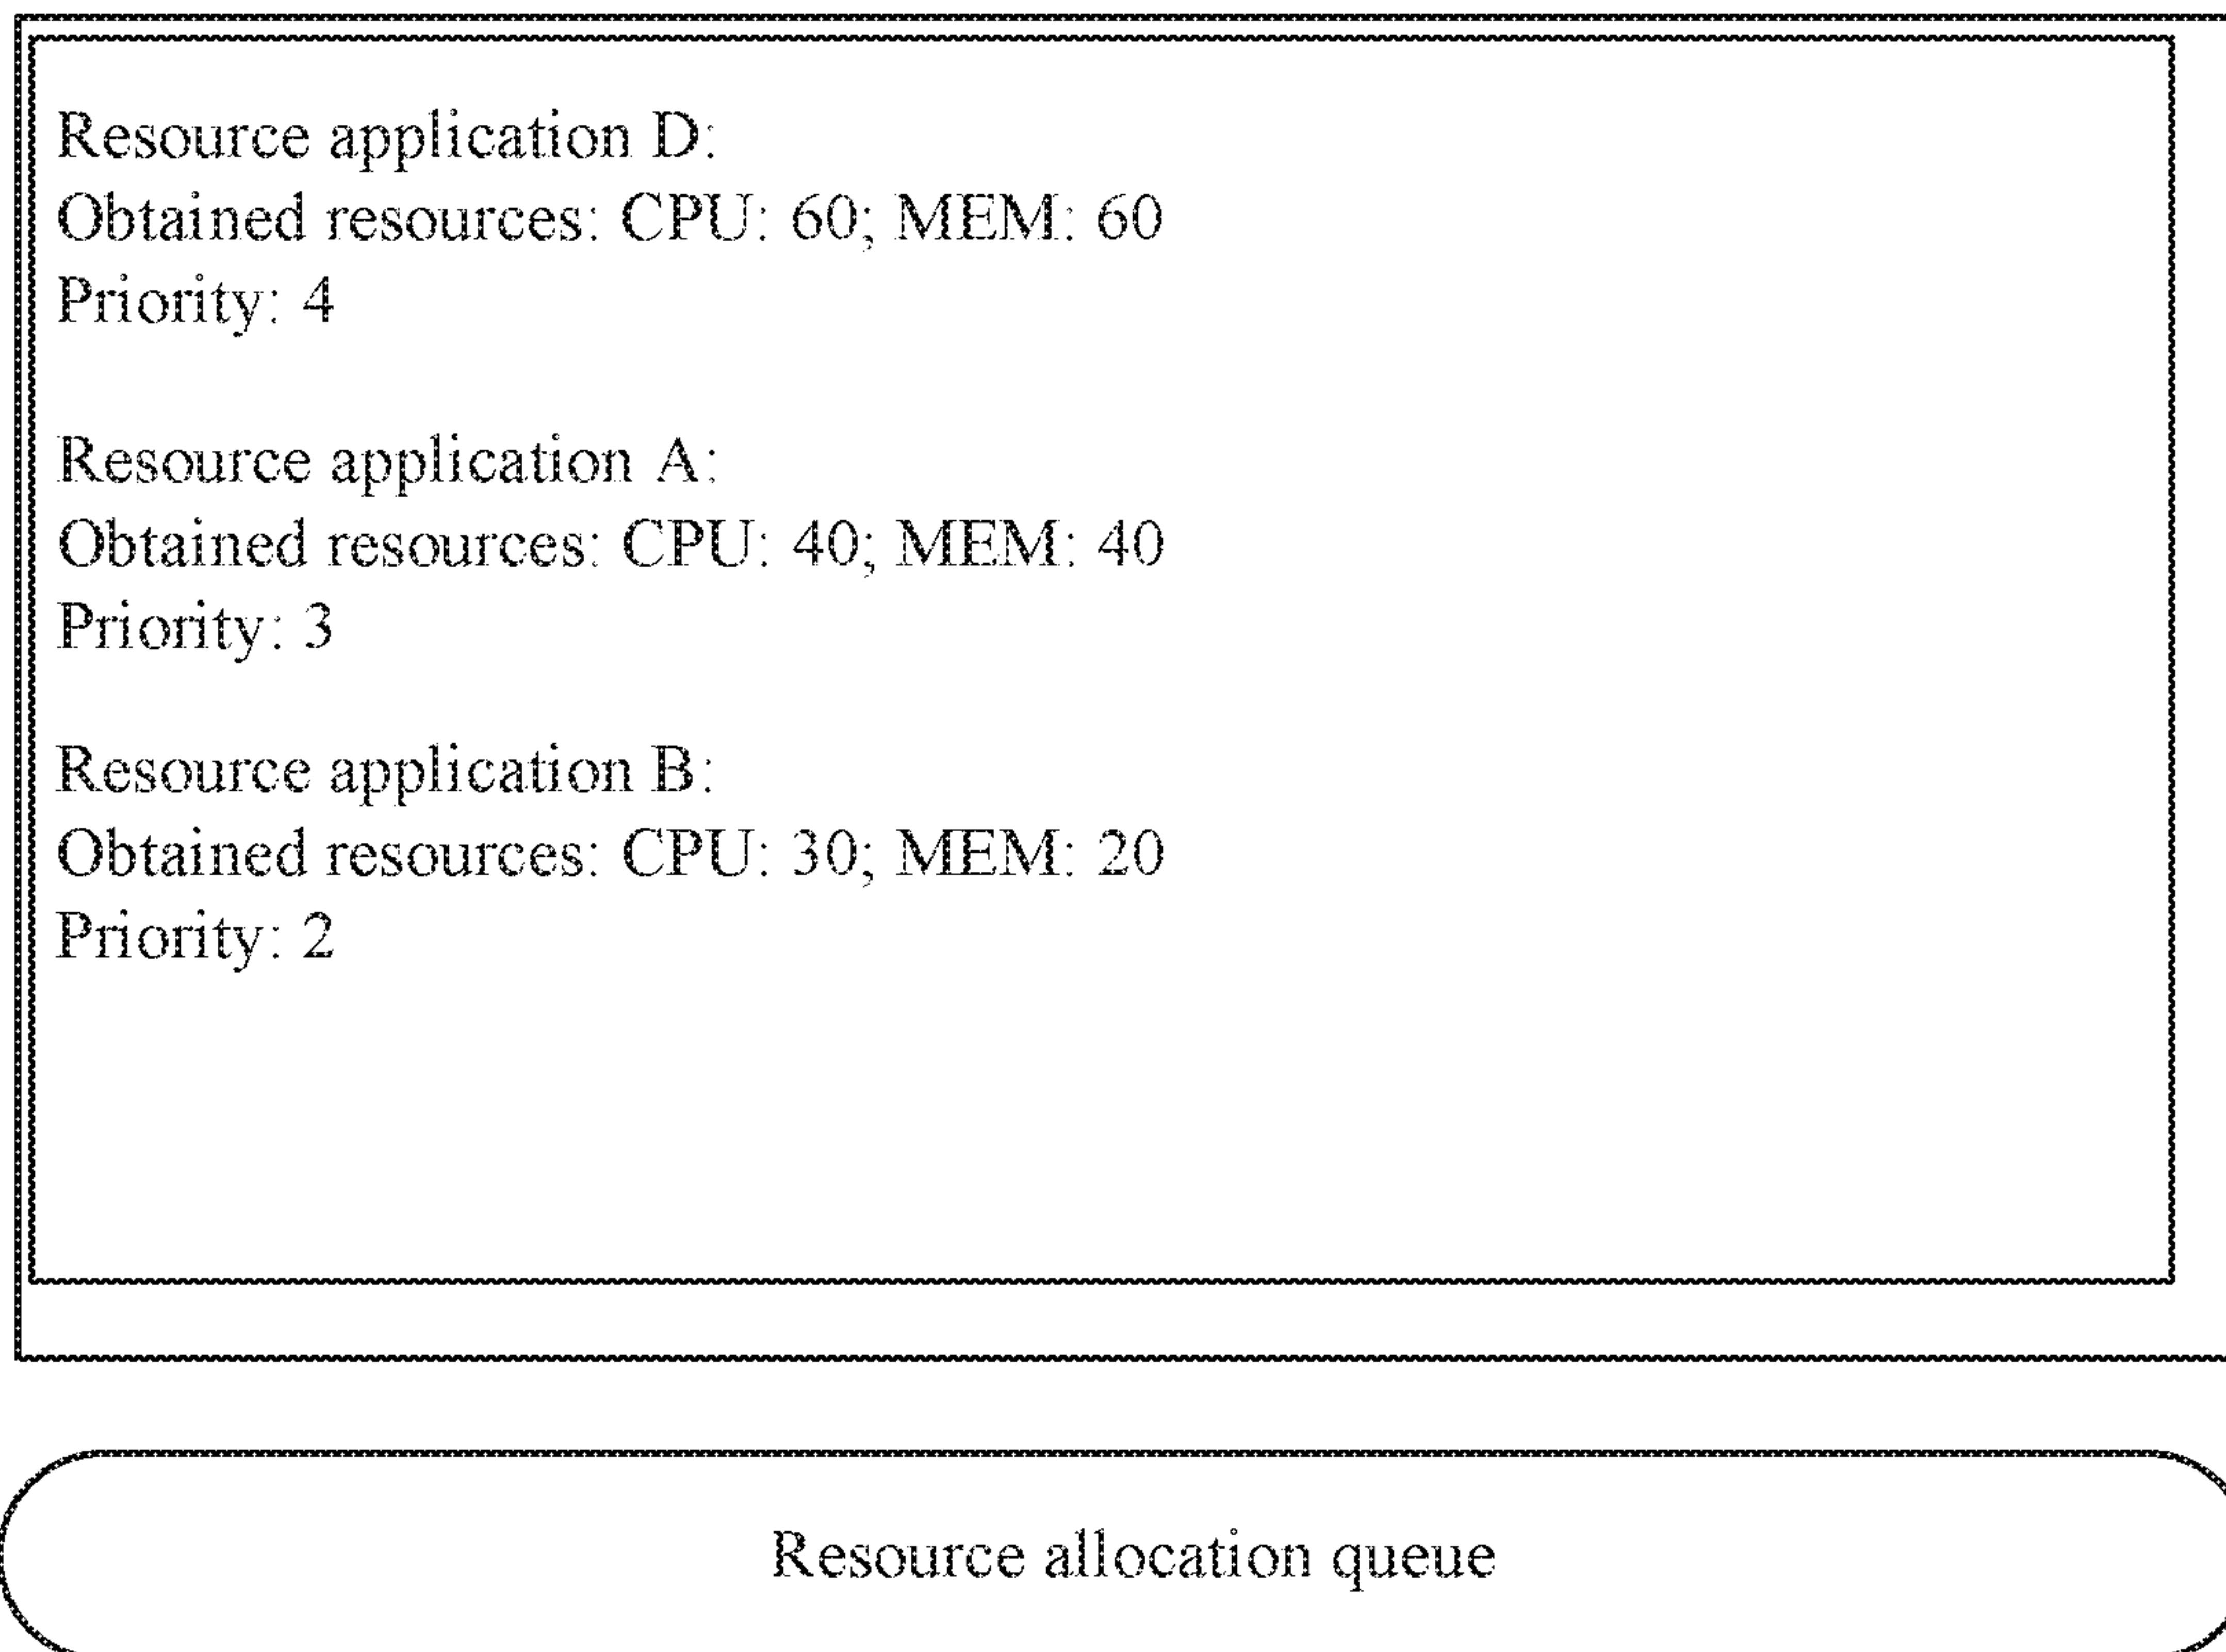 Resource application D:
Obtained resources: CPU: 60; MEM: 60
Priority: 4
Resource application A:
Obtained resources: CPU: 40; MEM: 40
Priority: 3
Resource application B:
Obtained resources: CPU: 30; MEM: 20
Priority: 2
Resource allocation queue